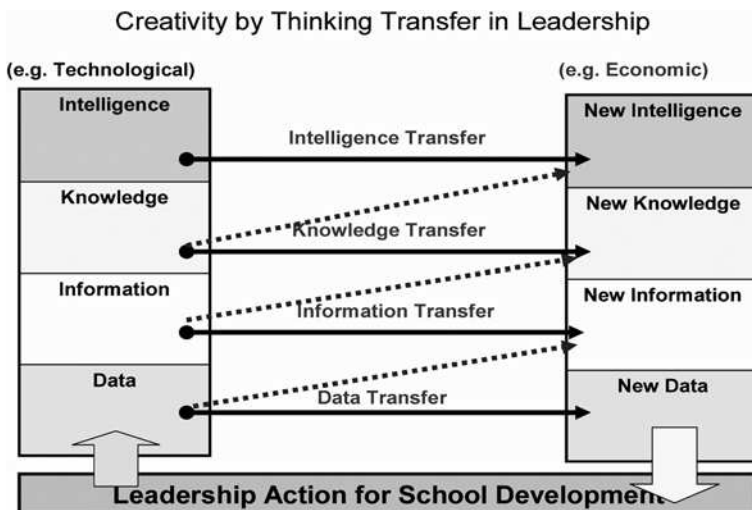 Creativity by Thinking Transfer in Leadership
(e.g. Technological)
(e.g. Economic)
Intelligence
New Intelligence
Intelligence Transfer
Knowledge
New Knowledge
Knowledge Transfer
Information
New Information
Information Transfer
Data
New Data
Data Transfer
Leadership Action for School Development